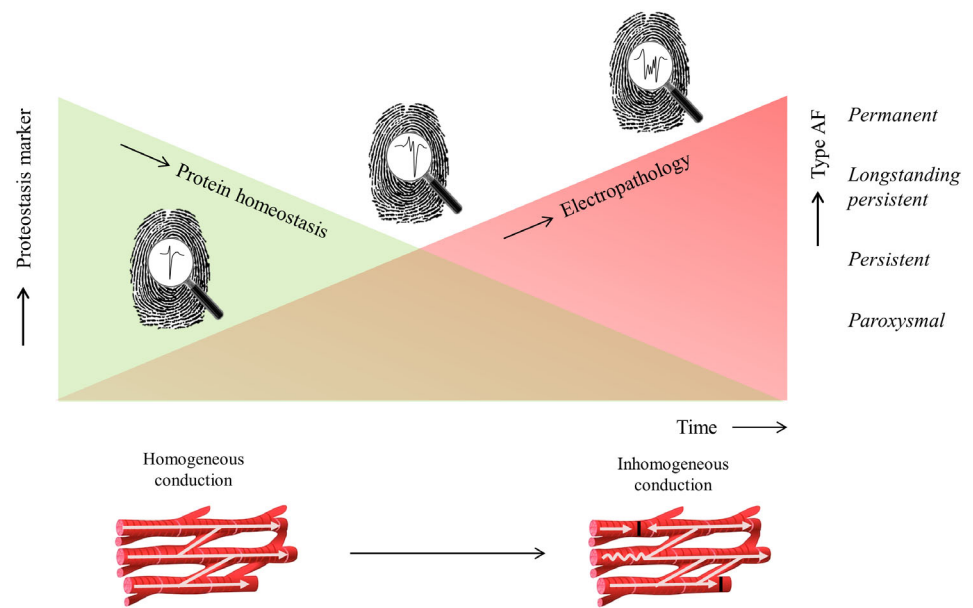 Proteostasis marker
Protein homeostasis
Electropathology
Type AF
Permanent
Longstanding
persistent
Persistent
Paroxysmal
Time
Homogeneous
conduction
Inhomogeneous
conduction